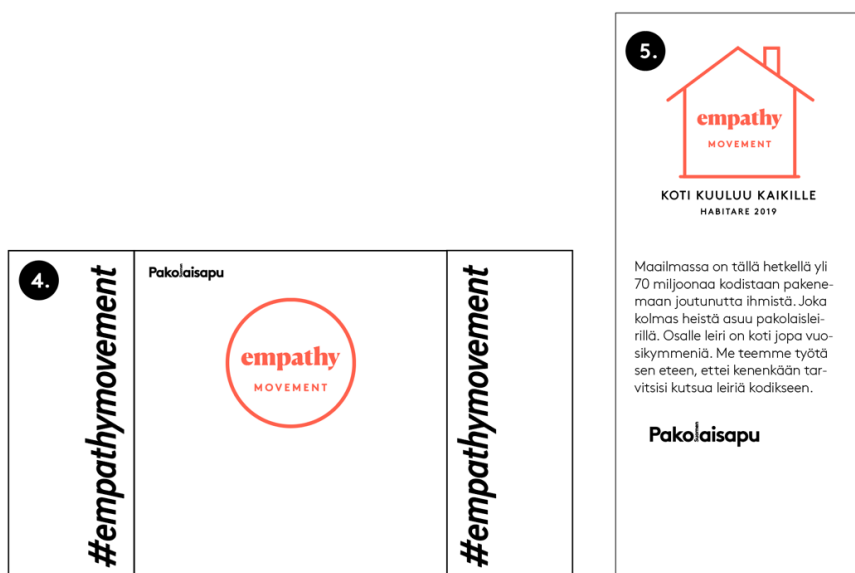 4.
#empathymovement
Pakolaisapu
empathy
MOVEMENT
#empathymovement
5.
empathy
MOVEMENT
KOTI KUULUU KAIKILLE
HABITARE 2019
Maailmassa on tällä hetkellä yli
70 miljoonaa kodistaan pakene-
maan joutunutta ihmistä. Joka
kolmas heistä asuu pakolaislei-
rillä. Osalle leiri on koti jopa vuo-
sikymmeniä. Me teemme työtä
sen eteen, ettei kenenkään tar-
vitsisi kutsua leiriä kodikseen.
Suomen
Pakolaisapu